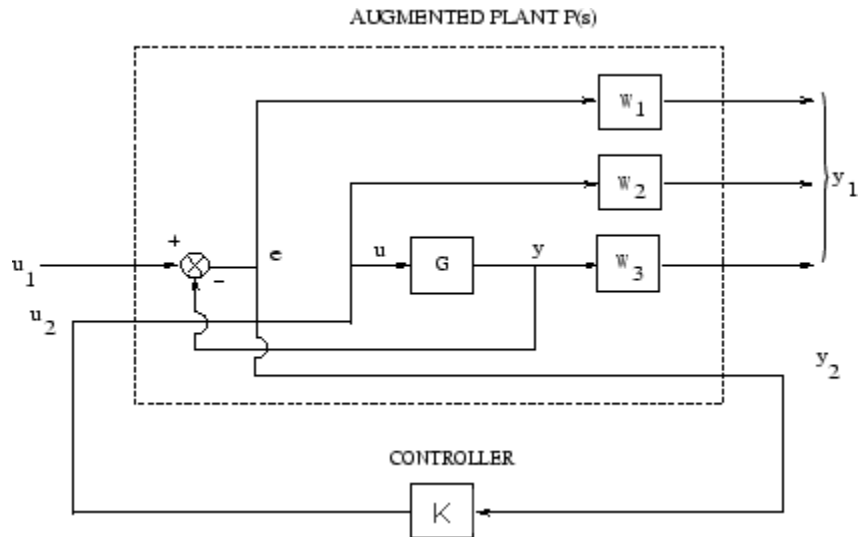 AUGMENTED PLANT P(s)
W1
W2
y1
+
e
u
G
y
W3
u1
−
u2
y2
CONTROLLER
K